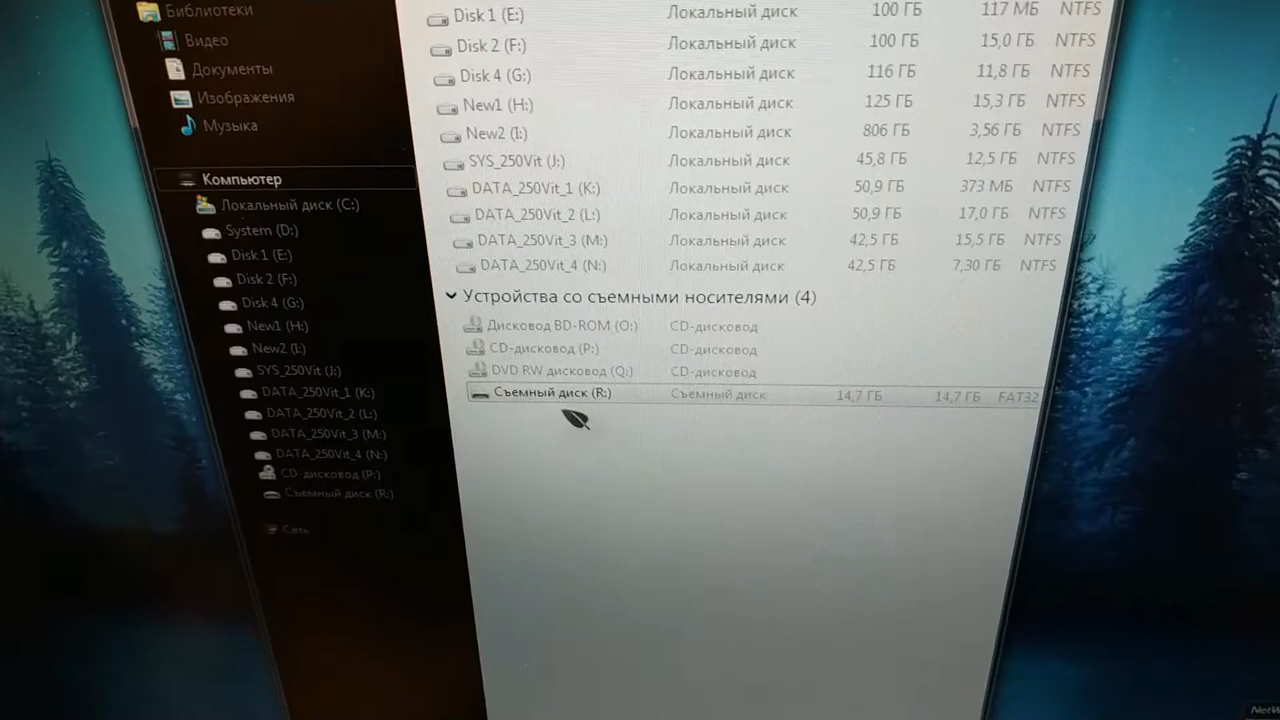 Библиотеки
Видео
Документы
Изображения
Музыка
Компьютер
Локальный диск (C:)
System (D:)
Disk 1 (E:)
Disk 2 (F:)
Disk 4 (G:)
New1 (H:)
New2 (I:)
SYS_250Vit (J:)
DATA_250Vit_1 (K:)
DATA_250Vit_2 (L:)
DATA_250Vit_3 (M:)
DATA_250Vit_4 (N:)
CD-дисковод (P:)
Съемный диск (R:)
Сеть
Disk 1 (E:) Локальный диск 100 ГБ 117 МБ NTFS
Disk 2 (F:) Локальный диск 100 ГБ 15,0 ГБ NTFS
Disk 4 (G:) Локальный диск 116 ГБ 11,8 ГБ NTFS
New1 (H:) Локальный диск 125 ГБ 15,3 ГБ NTFS
New2 (I:) Локальный диск 806 ГБ 3,56 ГБ NTFS
SYS_250Vit (J:) Локальный диск 45,8 ГБ 12,5 ГБ NTFS
DATA_250Vit_1 (K:) Локальный диск 50,9 ГБ 373 МБ NTFS
DATA_250Vit_2 (L:) Локальный диск 50,9 ГБ 17,0 ГБ NTFS
DATA_250Vit_3 (M:) Локальный диск 42,5 ГБ 15,5 ГБ NTFS
DATA_250Vit_4 (N:) Локальный диск 42,5 ГБ 7,30 ГБ NTFS
Устройства со съемными носителями (4)
Дисковод BD-ROM (O:) CD-дисковод
CD-дисковод (P:) CD-дисковод
DVD RW дисковод (Q:) CD-дисковод
Съемный диск (R:) Съемный диск 14,7 ГБ 14,7 ГБ FAT32